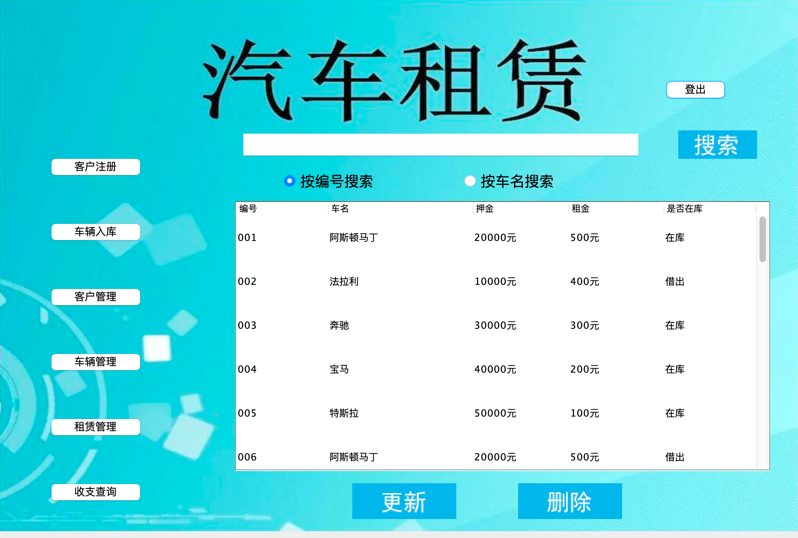 汽车租赁
登出
搜索
客户注册
按编号搜索 按车名搜索
编号 车名 押金 租金 是否在库
车辆入库
001 阿斯顿马丁 20000元 500元 在库
002 法拉利 10000元 400元 借出
客户管理
003 奔驰 30000元 300元 在库
车辆管理
004 宝马 40000元 200元 在库
005 特斯拉 50000元 100元 在库
租赁管理
006 阿斯顿马丁 20000元 500元 借出
收支查询
更新 删除